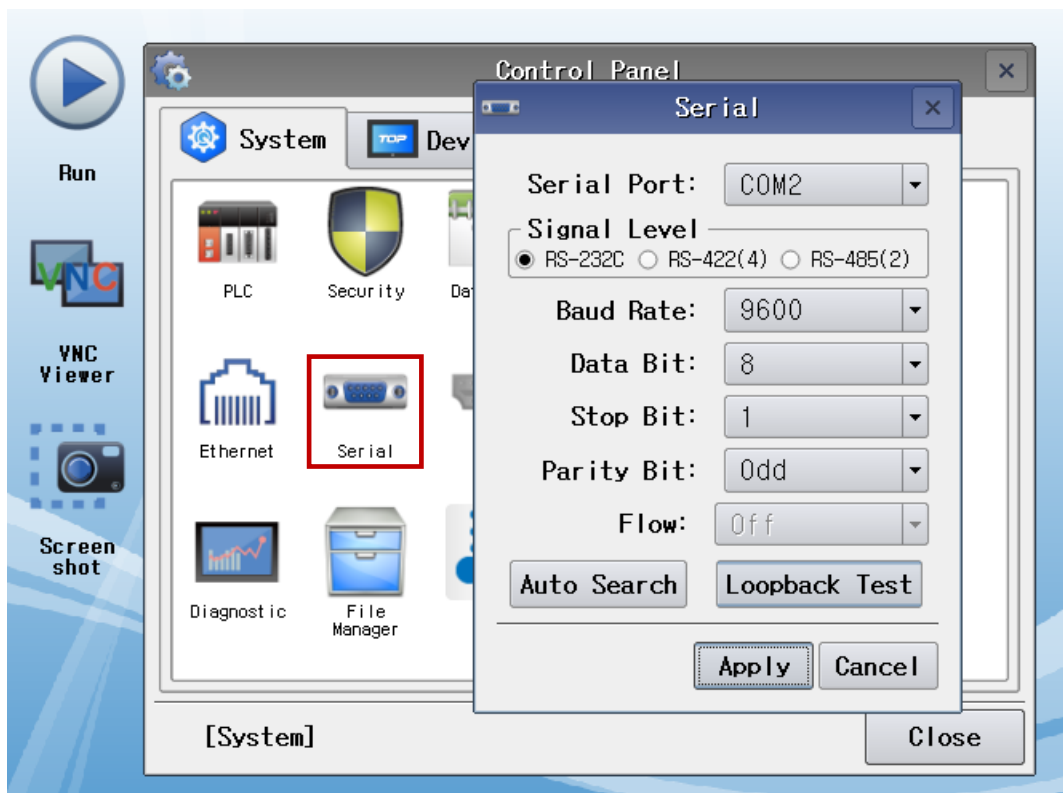 Control Panel
Serial
System
TOP
Dev
Run
Serial Port:
COM2
Signal Level
RS-232C
RS-422(4)
RS-485(2)
PLC
Security
VNC
Baud Rate:
9600
VNC
Viewer
Data Bit:
8
Stop Bit:
1
Ethernet
Serial
Parity Bit:
Odd
Flow:
Off
Screen
shot
Auto Search
Loopback Test
Diagnostic
File
Manager
Apply
Cancel
[System]
Close